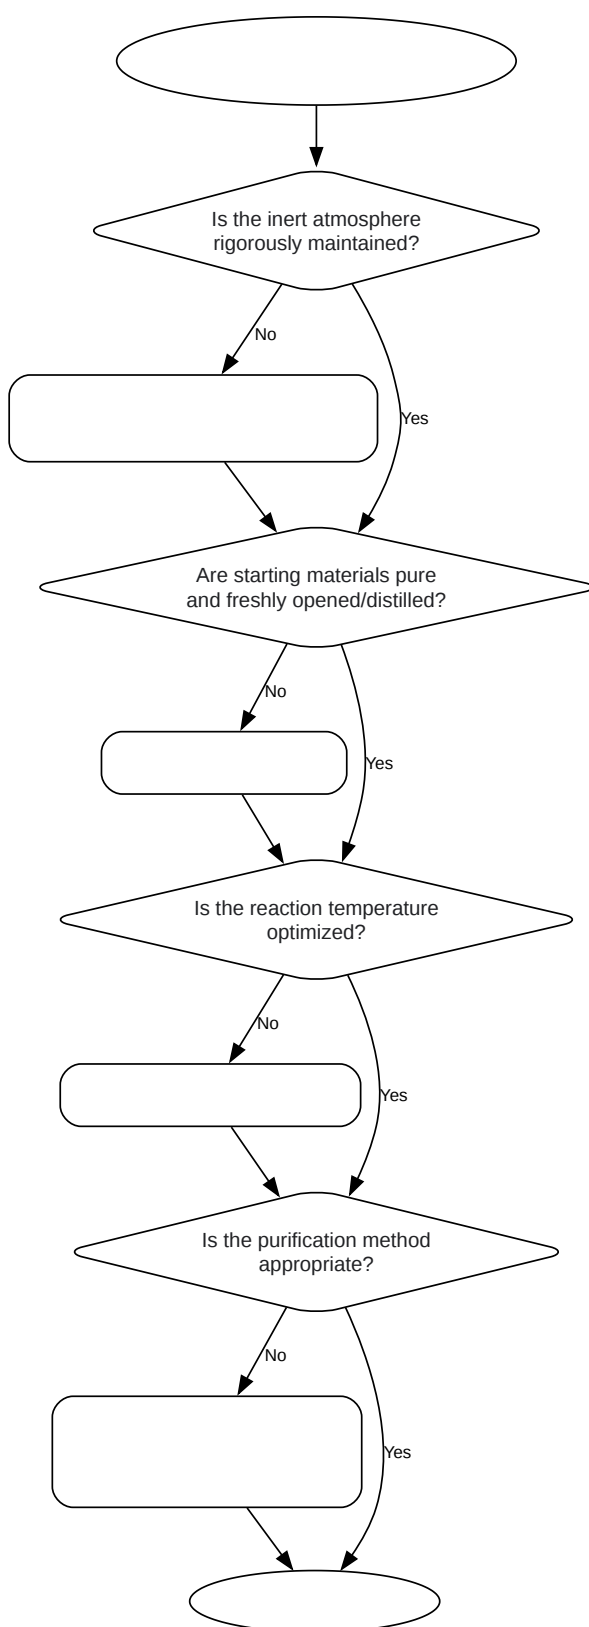 Is the inert atmosphere
rigorously maintained?
No
Yes
Are starting materials pure
and freshly opened/distilled?
No
Yes
Is the reaction temperature
optimized?
No
Yes
Is the purification method
appropriate?
No
Yes